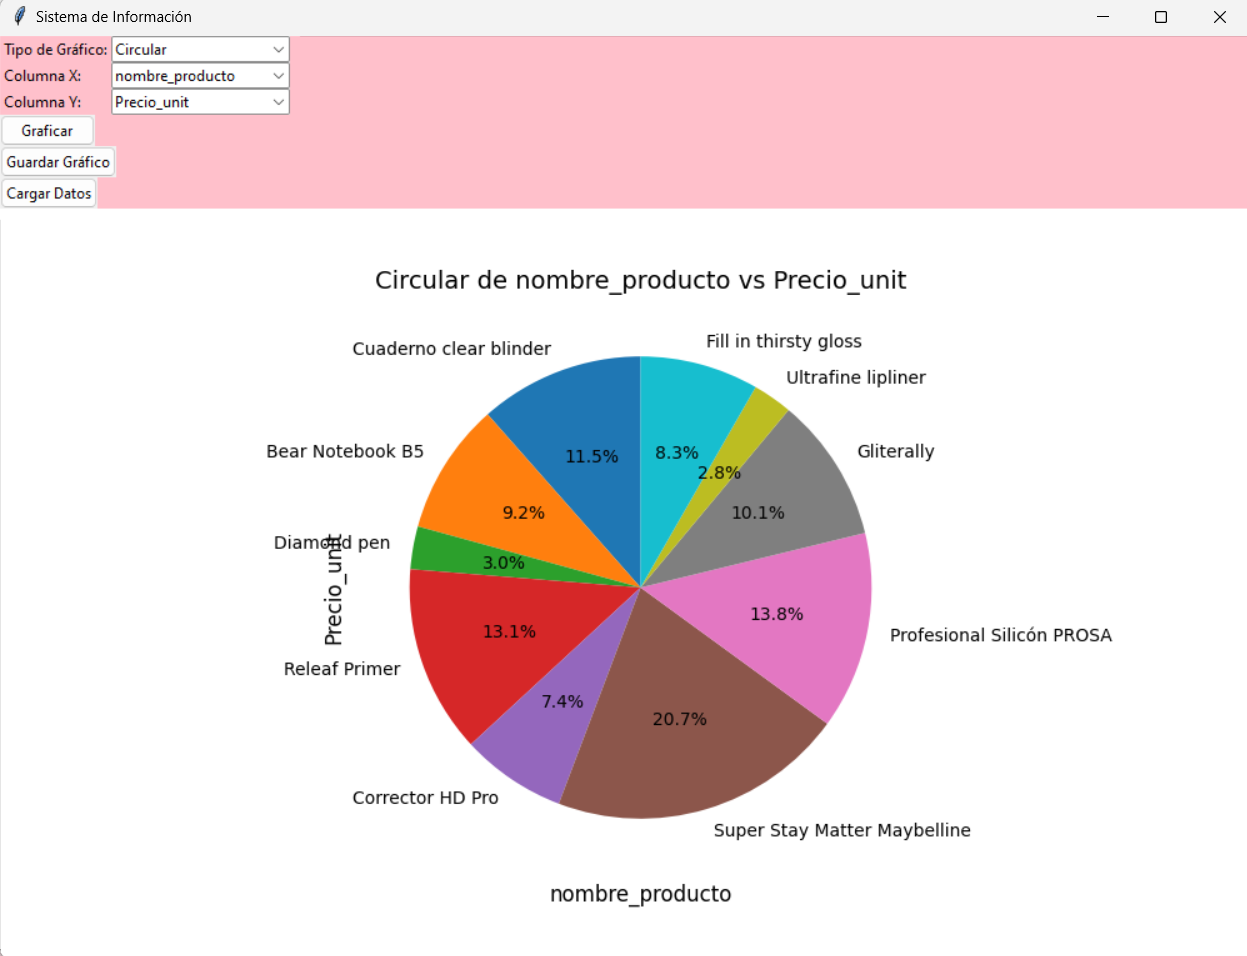 Sistema de Información
Tipo de Gráfico: Circular
Columna X: nombre_producto
Columna Y: Precio_unit
Graficar
Guardar Gráfico
Cargar Datos
Circular de nombre_producto vs Precio_unit
Fill in thirsty gloss
Cuaderno clear blinder
Ultrafine lipliner
Bear Notebook B5
Gliterally
8.3%
11.5%
2.8%
9.2%
10.1%
Diamond pen
3.0%
Precio_unit
13.8%
13.1%
Profesional Silicón PROSA
Releaf Primer
7.4%
20.7%
Corrector HD Pro
Super Stay Matter Maybelline
nombre_producto